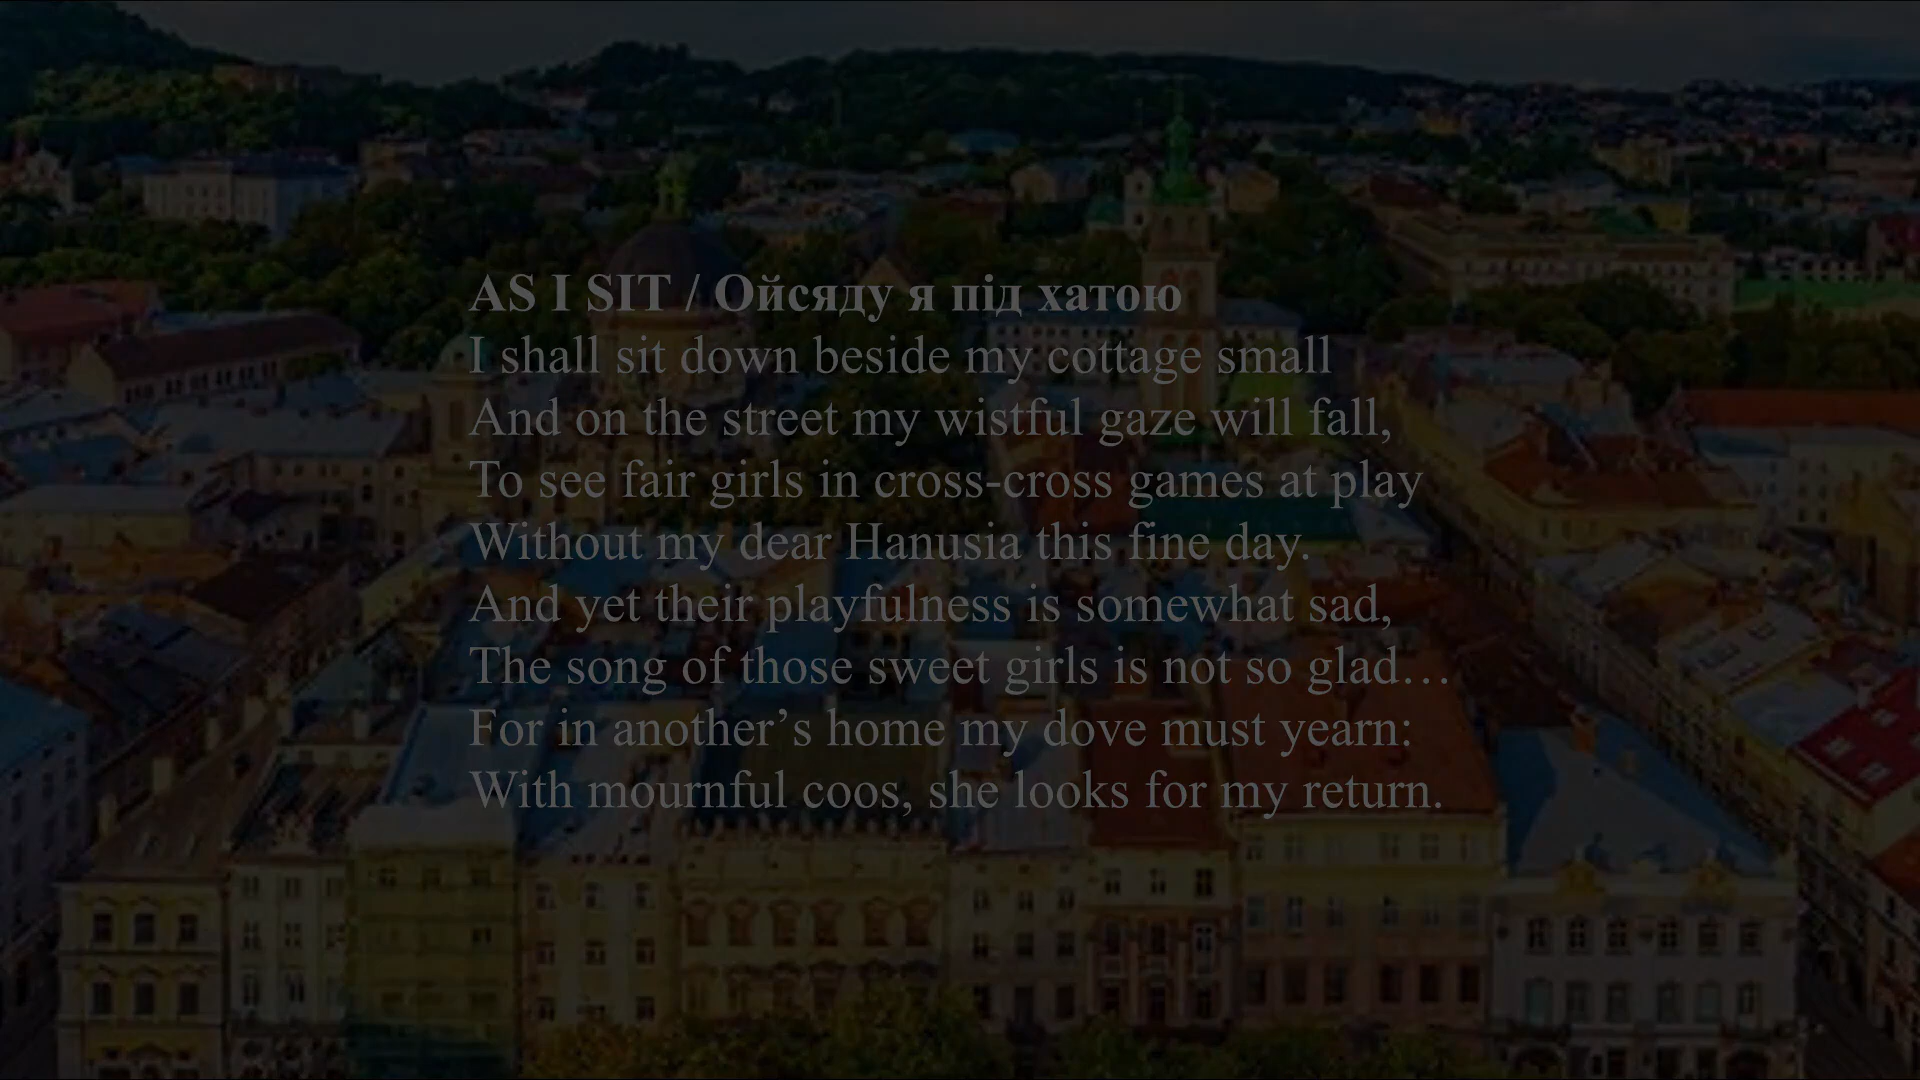 AS I SIT / Ойсяду я під хатою
I shall sit down beside my cottage small
And on the street my wistful gaze will fall,
To see fair girls in cross-cross games at play
Without my dear Hanusia this fine day.
And yet their playfulness is somewhat sad,
The song of those sweet girls is not so glad…
For in another’s home my dove must yearn:
With mournful coos, she looks for my return.